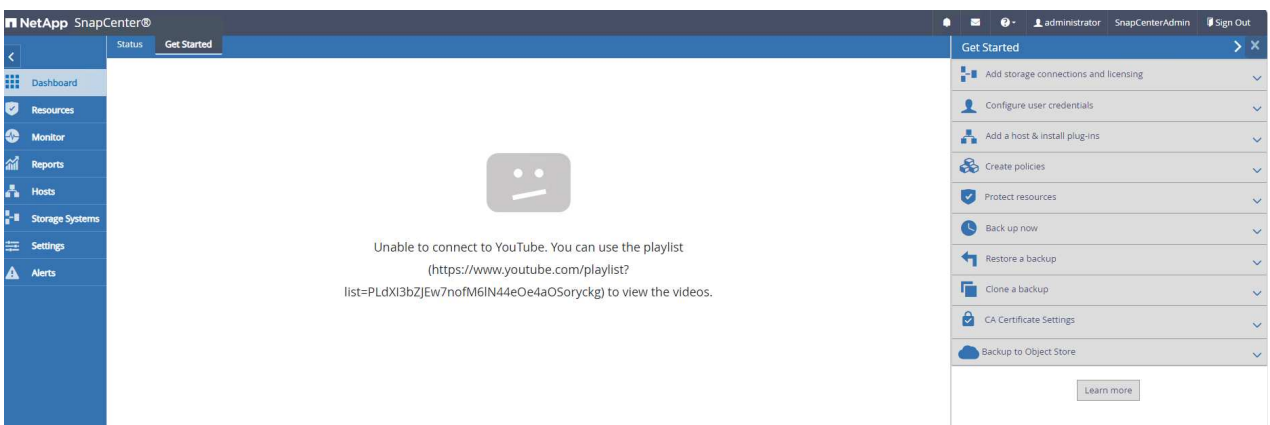 NetApp SnapCenter®
administrator SnapCenterAdmin Sign Out
Status Get Started
Get Started
Dashboard
Resources
Monitor
Reports
Hosts
Storage Systems
Settings
Alerts
Unable to connect to YouTube. You can use the playlist
(https://www.youtube.com/playlist?
list=PLdXI3bZJEw7nofM6lN44eOe4aOSoryckg) to view the videos.
Add storage connections and licensing
Configure user credentials
Add a host & install plug-ins
Create policies
Protect resources
Back up now
Restore a backup
Clone a backup
CA Certificate Settings
Backup to Object Store
Learn more